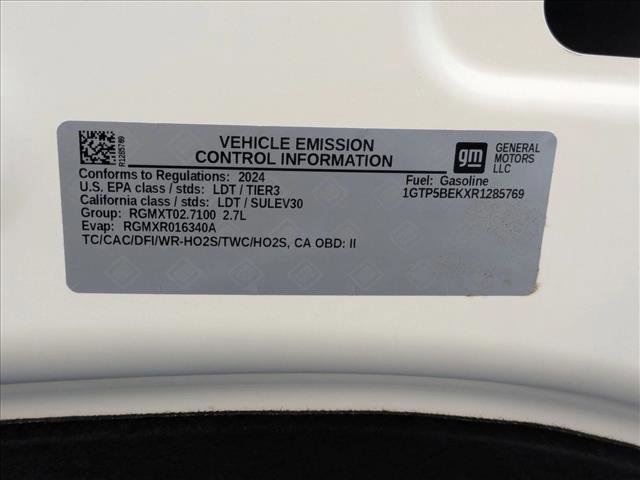 R1285769
VEHICLE EMISSION
CONTROL INFORMATION
gm
GENERAL
MOTORS
LLC
Conforms to Regulations: 2024
U.S. EPA class / stds: LDT / TIER3
California class / stds: LDT / SULEV30
Group: RGMXT02.7100 2.7L
Evap: RGMXR016340A
TC/CAC/DFI/WR-HO2S/TWC/HO2S, CA OBD: II
Fuel: Gasoline
1GTP5BEKXR1285769